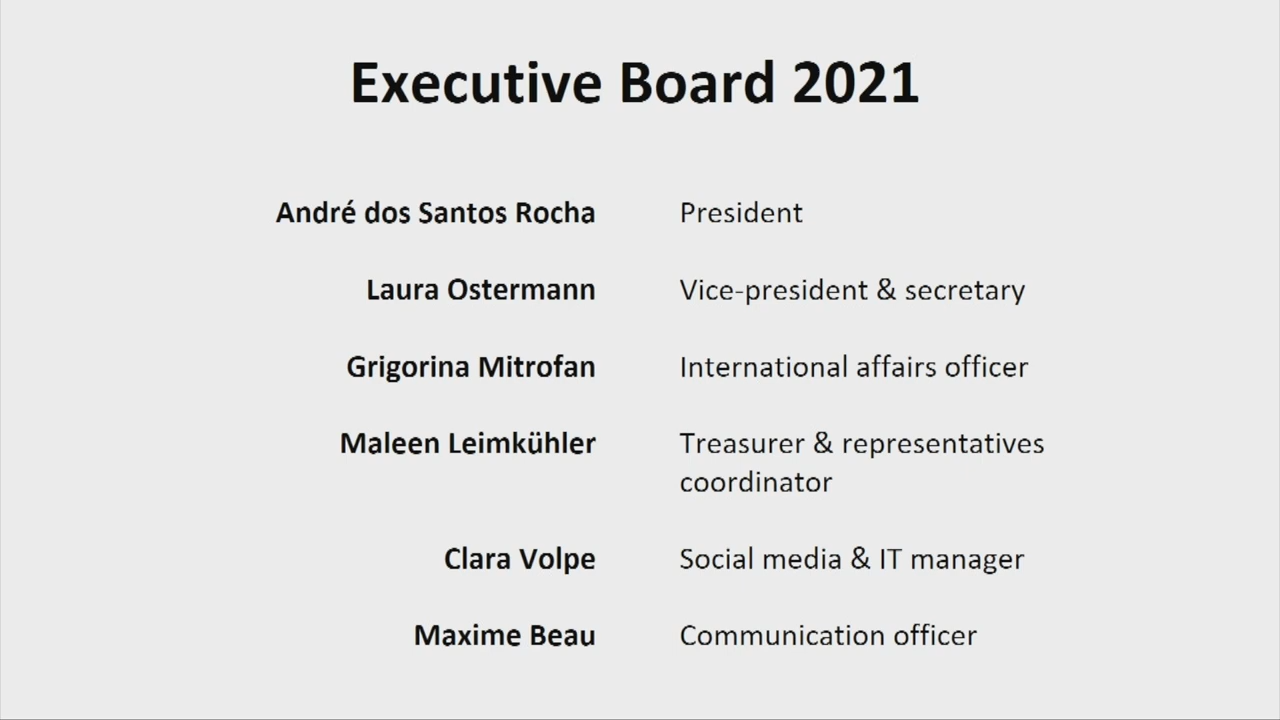 Executive Board 2021
André dos Santos Rocha President
Laura Ostermann Vice-president & secretary
Grigorina Mitrofan International affairs officer
Maleen Leimkühler Treasurer & representatives
coordinator
Clara Volpe Social media & IT manager
Maxime Beau Communication officer